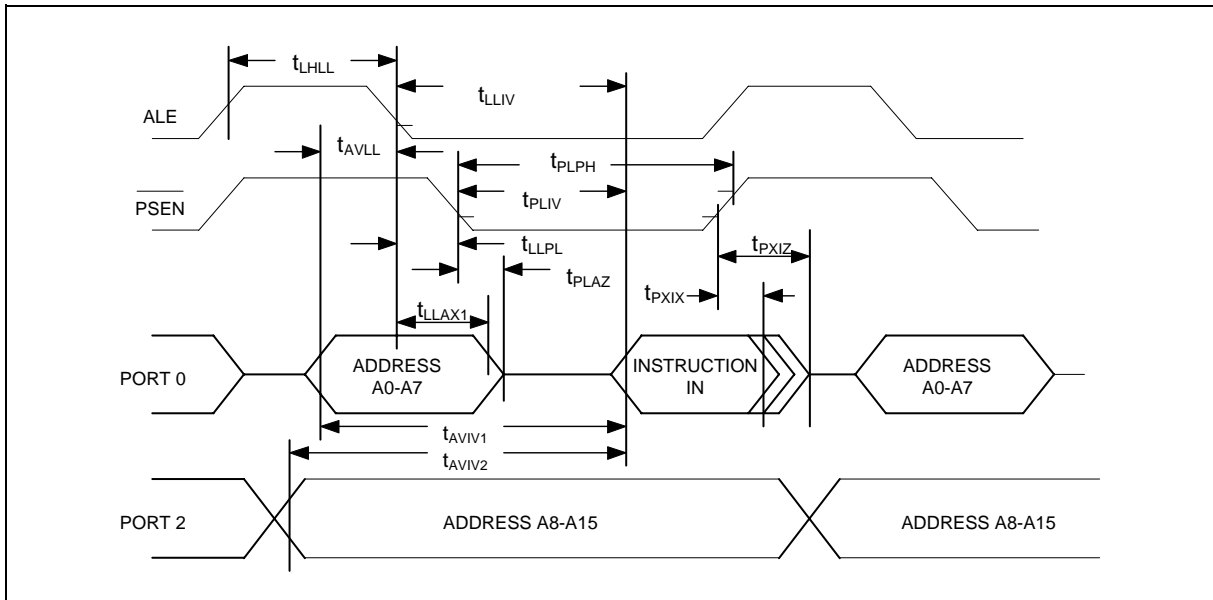 tLHLL
tLLIV
ALE
tAVLL
tPLPH
PSEN
tPLIV
tLLPL
tPXIZ
tPLAZ
tPXIX
tLLAX1
PORT 0
ADDRESS
A0-A7
INSTRUCTION
IN
ADDRESS
A0-A7
tAVIV1
tAVIV2
PORT 2
ADDRESS A8-A15
ADDRESS A8-A15